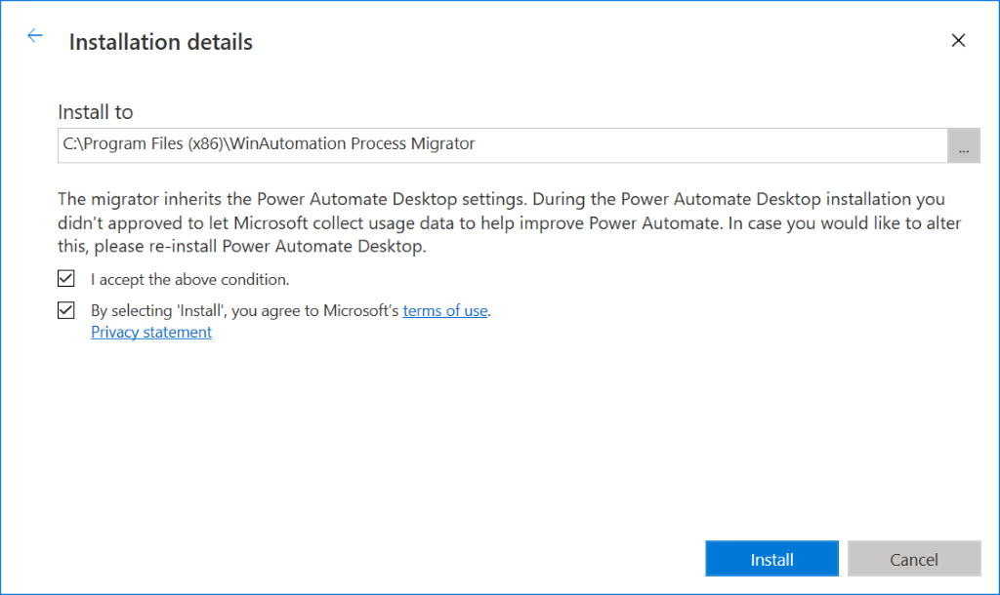 Installation details
Install to
C:\Program Files (x86)\WinAutomation Process Migrator
...
The migrator inherits the Power Automate Desktop settings. During the Power Automate Desktop installation you
didn't approved to let Microsoft collect usage data to help improve Power Automate. In case you would like to alter
this, please re-install Power Automate Desktop.
I accept the above condition.
By selecting 'Install', you agree to Microsoft’s terms of use.
Privacy statement
Install
Cancel